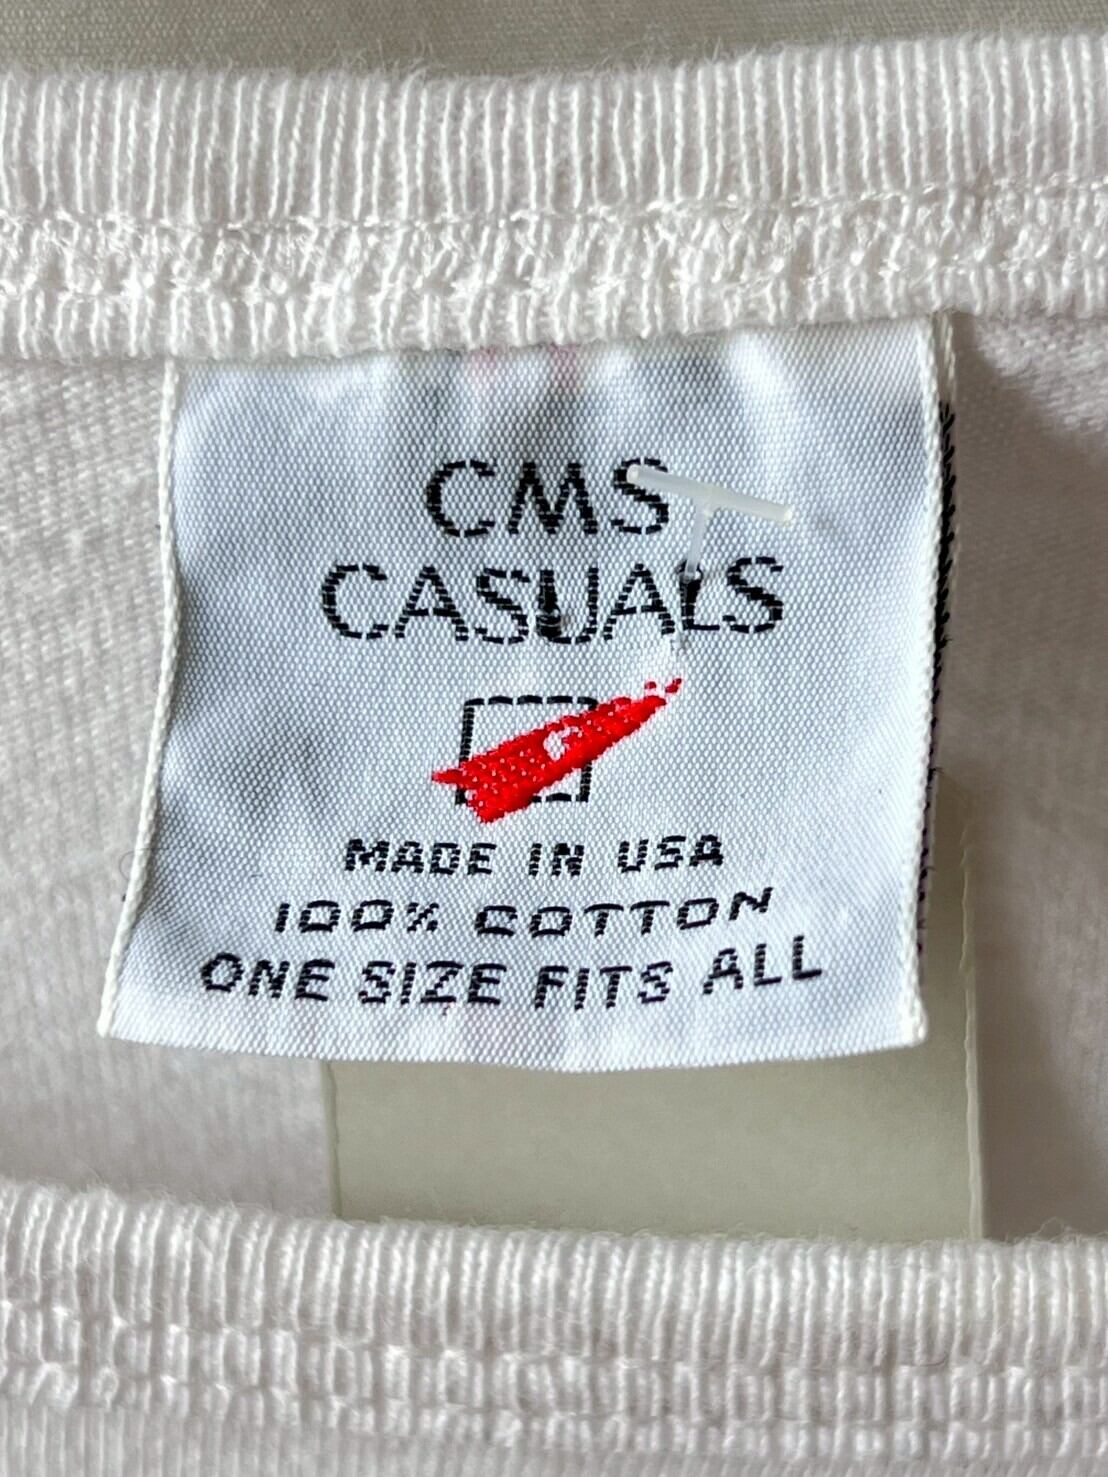 CMS
CASUALS
MADE IN USA
100% COTTON
ONE SIZE FITS ALL